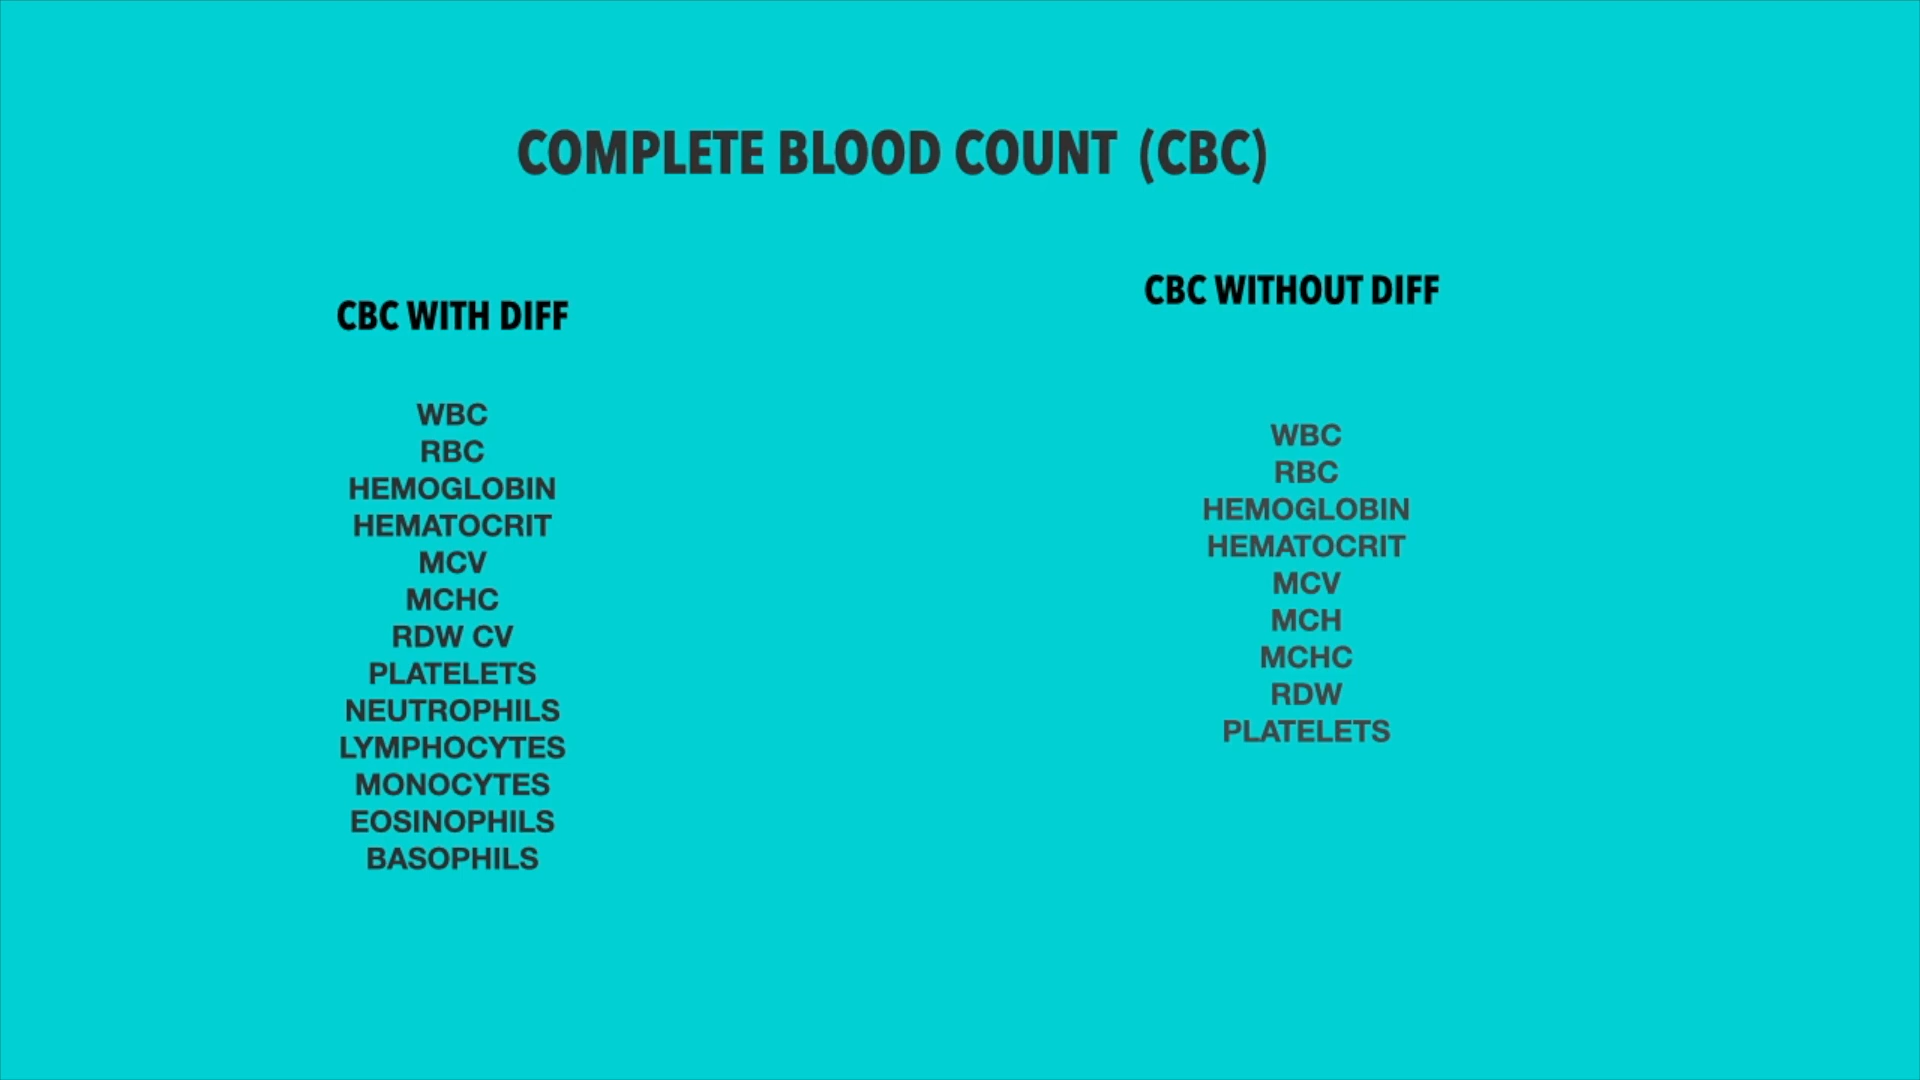 COMPLETE BLOOD COUNT (CBC)
CBC WITH DIFF
WBC
RBC
HEMOGLOBIN
HEMATOCRIT
MCV
MCHC
RDW CV
PLATELETS
NEUTROPHILS
LYMPHOCYTES
MONOCYTES
EOSINOPHILS
BASOPHILS
CBC WITHOUT DIFF
WBC
RBC
HEMOGLOBIN
HEMATOCRIT
MCV
MCH
MCHC
RDW
PLATELETS